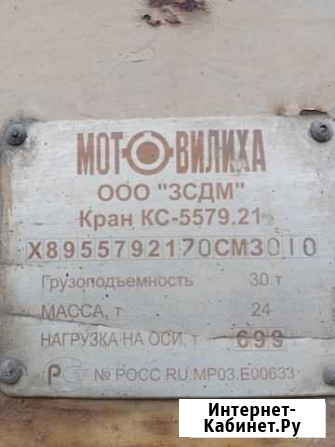 МОТОВИЛИХА
ООО "ЗСДМ"
Кран КС-5579.21
Х8955792170СМ3010
Грузоподъемность 30 т
МАССА, т 24
НАГРУЗКА НА ОСИ, т 699
№ РОСС RU.МР03.Е00633
Интернет-
Кабинет.Ру